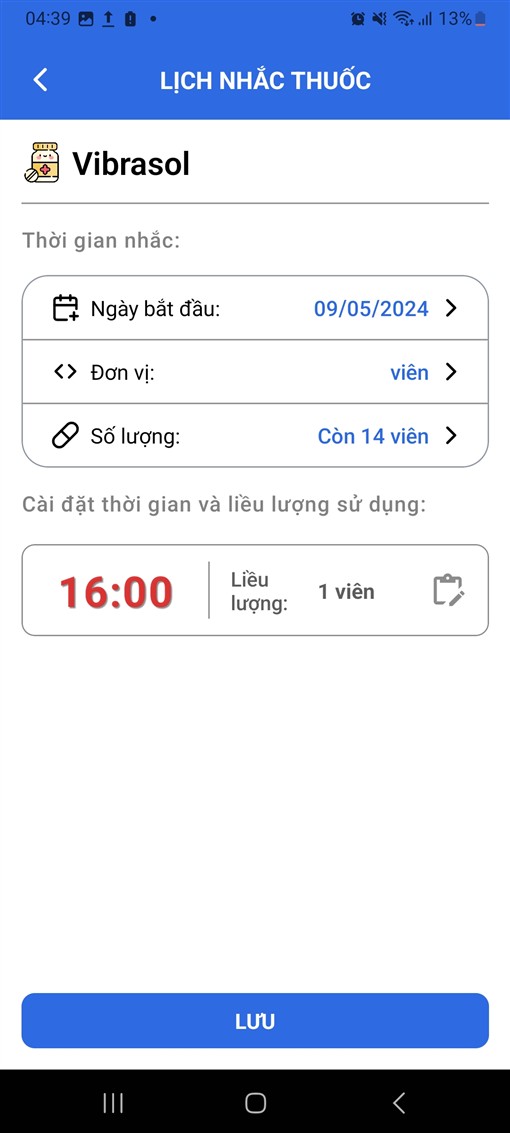 04:39
13%
LỊCH NHẮC THUỐC
Vibrasol
Thời gian nhắc:
Ngày bắt đầu: 09/05/2024
Đơn vị: viên
Số lượng: Còn 14 viên
Cài đặt thời gian và liều lượng sử dụng:
16:00
Liều
lượng:
1 viên
LƯU